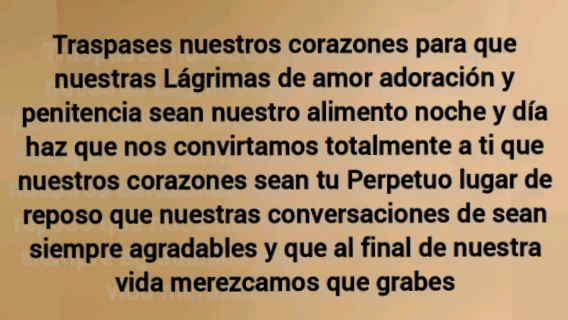 Traspases nuestros corazones para que
nuestras Lágrimas de amor adoración y
penitencia sean nuestro alimento noche y día
haz que nos convirtamos totalmente a ti que
nuestros corazones sean tu Perpetuo lugar de
reposo que nuestras conversaciones de sean
siempre agradables y que al final de nuestra
vida merezcamos que grabes